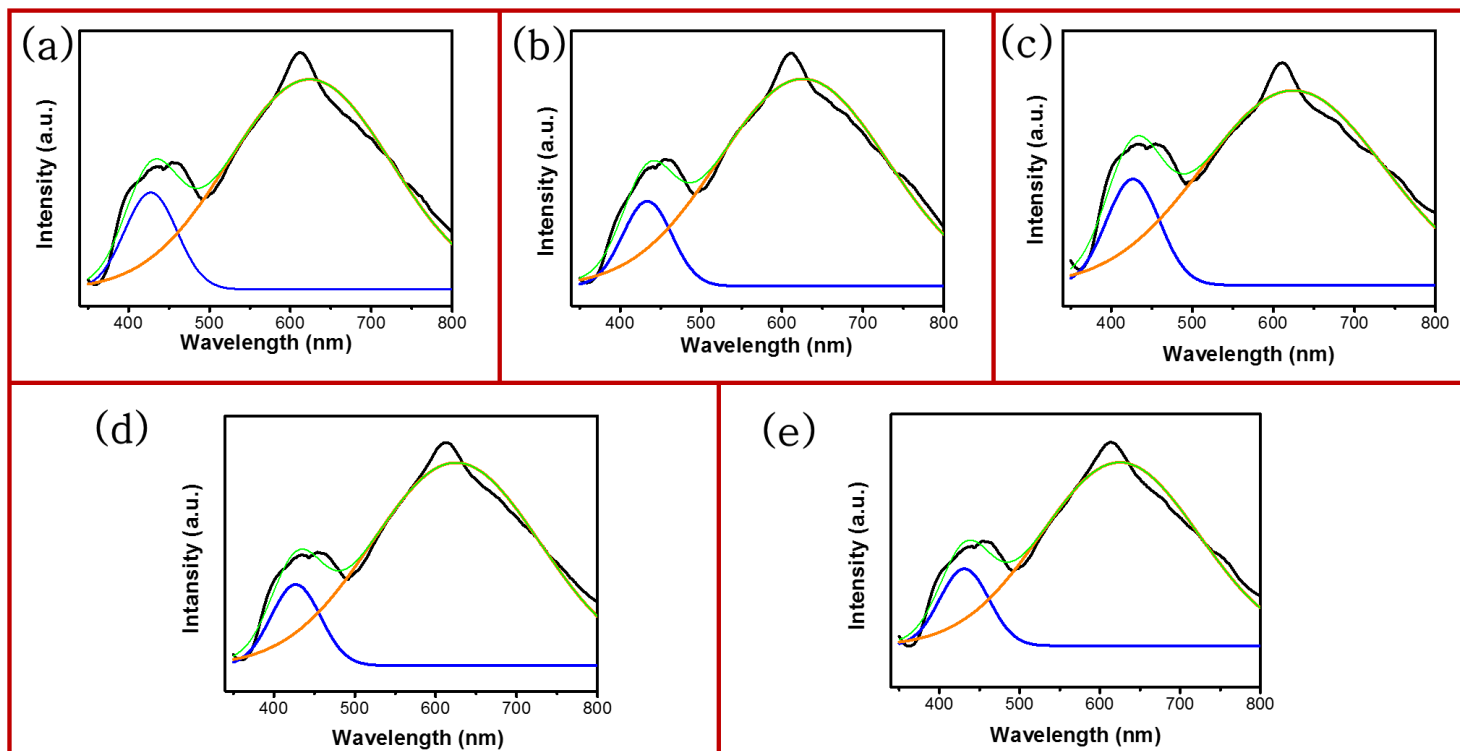 (a)
Intensity (a.u.)
400 500 600 700 800
Wavelength (nm)
(b)
Intensity (a.u.)
400 500 600 700 800
Wavelength (nm)
(c)
Intensity (a.u.)
400 500 600 700 800
Wavelength (nm)
(d)
Intansity (a.u.)
400 500 600 700 800
Wavelength (nm)
(e)
Intensity (a.u.)
400 500 600 700 800
Wavelength (nm)